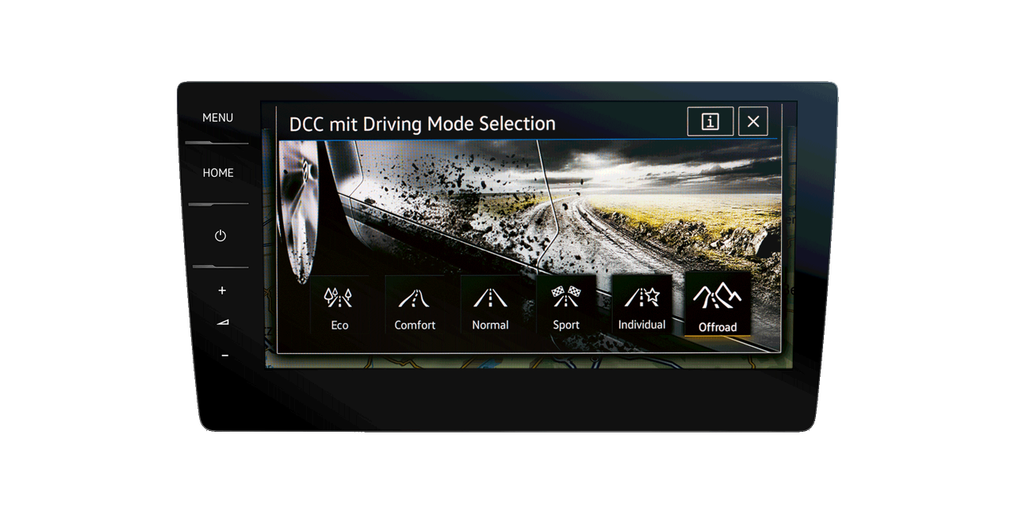 MENU
HOME
+
-
DCC mit Driving Mode Selection
i
Eco
Comfort
Normal
Sport
Individual
Offroad